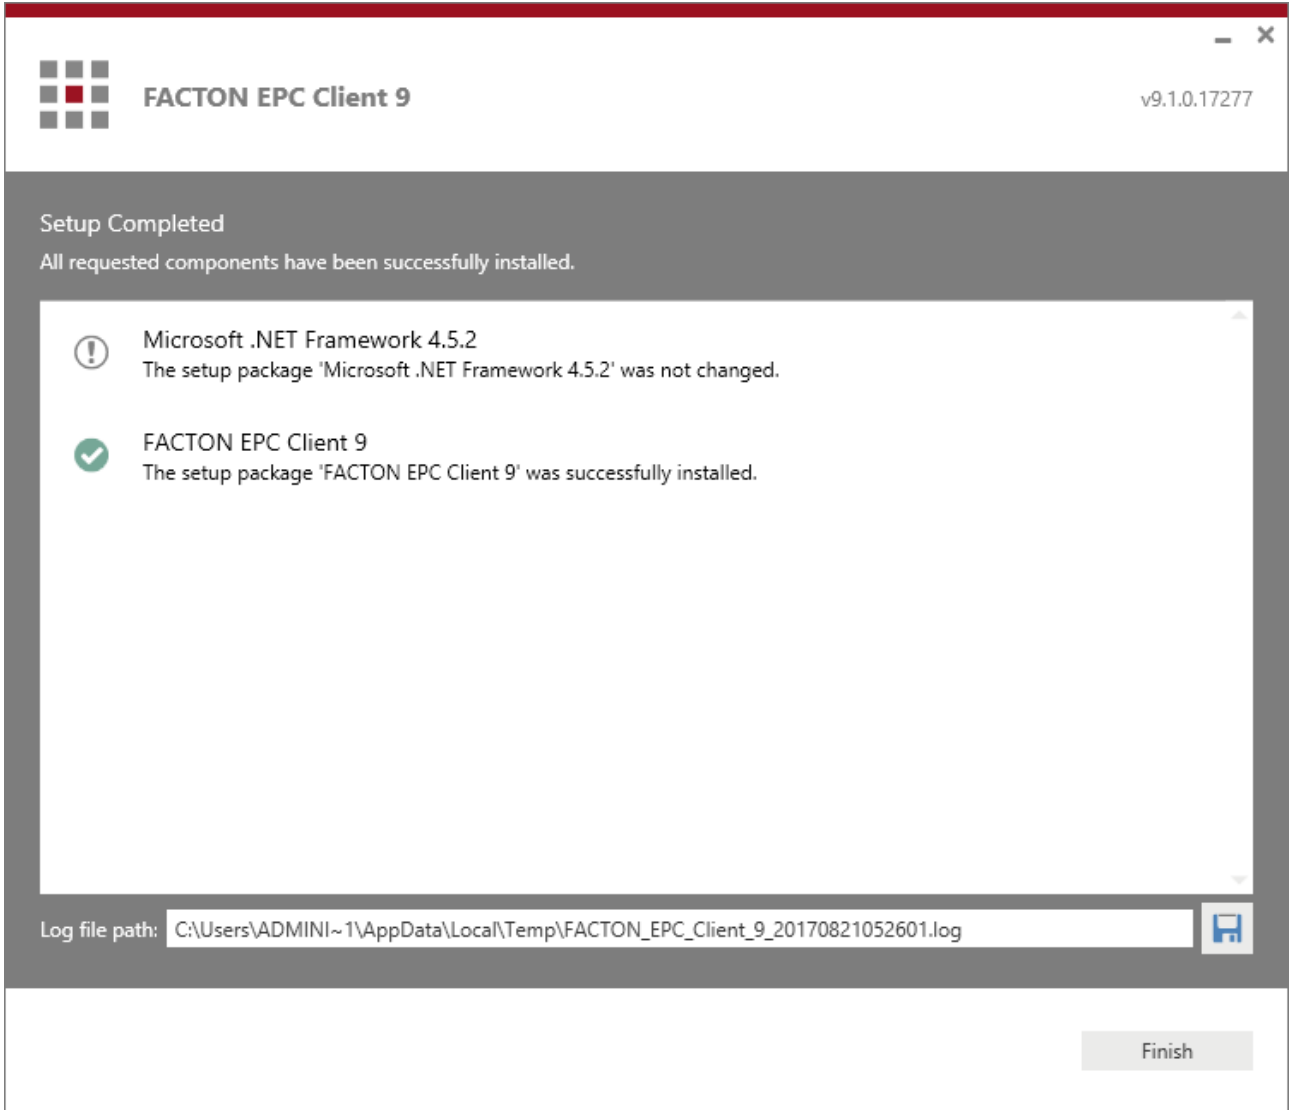 FACTON EPC Client 9
v9.1.0.17277
Setup Completed
All requested components have been successfully installed.
Microsoft .NET Framework 4.5.2
The setup package 'Microsoft .NET Framework 4.5.2' was not changed.
FACTON EPC Client 9
The setup package 'FACTON EPC Client 9' was successfully installed.
Log file path: C:\Users\ADMINI~1\AppData\Local\Temp\FACTON_EPC_Client_9_20170821052601.log
Finish